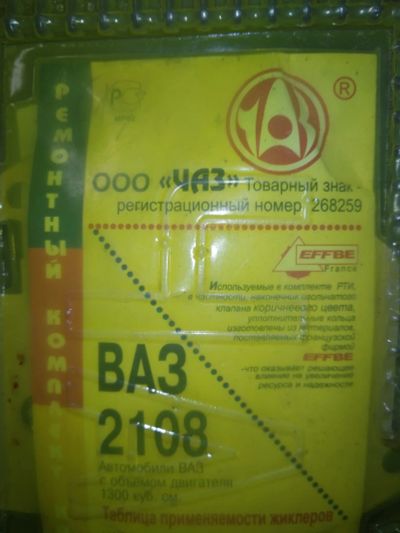 РЕМОНТНЫЙ КОМПЛЕКТ
®
ООО «ЧАЗ» Товарный знак -
регистрационный номер 268259
EFFBE
France
Используемые в комплекте РТИ,
в частности, наконечник игольчатого
клапана коричневого цвета,
уплотнительные кольца
изготовлены из материалов,
поставляемых французской
фирмой
EFFBE
-что оказывает решающее
влияние на увеличение
ресурса и надежности
ВАЗ
2108
Автомобили ВАЗ
с объемом двигателя
1300 куб. см.
Таблица применяемости жиклеров